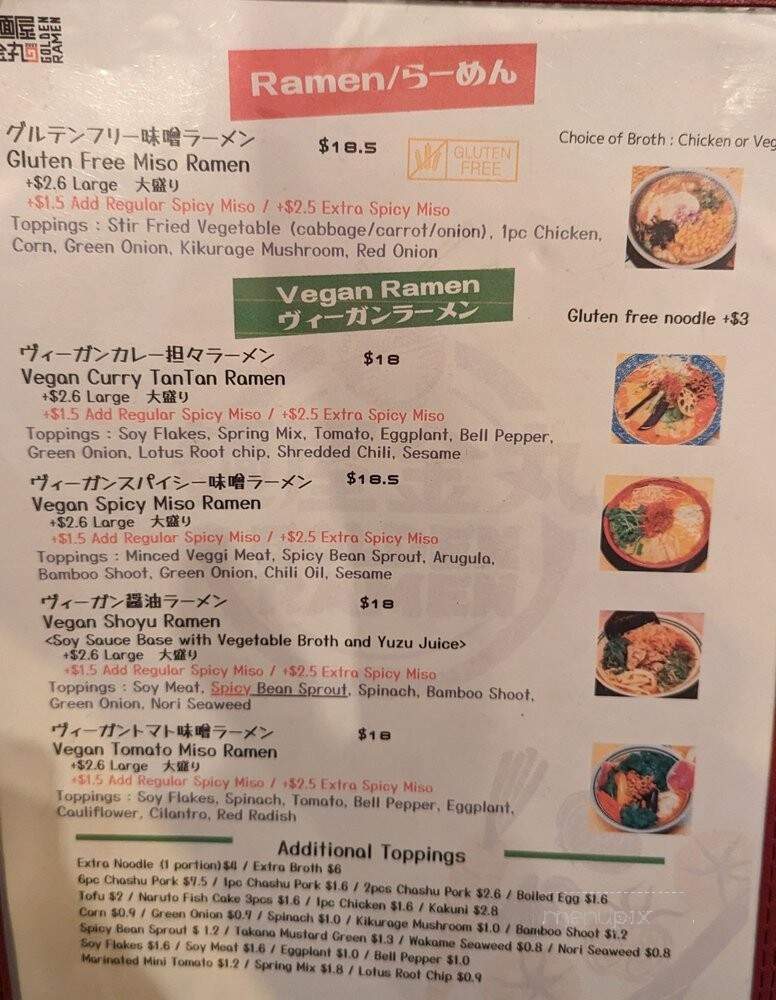 麺屋
金丸
GOLDEN
RAMEN
Ramen/らーめん
グルテンフリー味噌ラーメン $18.5
GLUTEN
FREE
Choice of Broth : Chicken or Veg
Gluten Free Miso Ramen
+$2.6 Large 大盛り
+$1.5 Add Regular Spicy Miso / +$2.5 Extra Spicy Miso
Toppings : Stir Fried Vegetable (cabbage/carrot/onion), 1pc Chicken,
Corn, Green Onion, Kikurage Mushroom, Red Onion
Vegan Ramen
ヴィーガンラーメン
Gluten free noodle +$3
ヴィーガンカレー担々ラーメン $18
Vegan Curry TanTan Ramen
+$2.6 Large 大盛り
+$1.5 Add Regular Spicy Miso / +$2.5 Extra Spicy Miso
Toppings : Soy Flakes, Spring Mix, Tomato, Eggplant, Bell Pepper,
Green Onion, Lotus Root chip, Shredded Chili, Sesame
ヴィーガンスパイシー味噌ラーメン $18.5
Vegan Spicy Miso Ramen
+$2.6 Large 大盛り
+$1.5 Add Regular Spicy Miso / +$2.5 Extra Spicy Miso
Toppings : Minced Veggi Meat, Spicy Bean Sprout, Arugula,
Bamboo Shoot, Green Onion, Chili Oil, Sesame
ヴィーガン醤油ラーメン $18
Vegan Shoyu Ramen
<Soy Sauce Base with Vegetable Broth and Yuzu Juice>
+$2.6 Large 大盛り
+$1.5 Add Regular Spicy Miso / +$2.5 Extra Spicy Miso
Toppings : Soy Meat, Spicy Bean Sprout, Spinach, Bamboo Shoot,
Green Onion, Nori Seaweed
ヴィーガントマト味噌ラーメン $18
Vegan Tomato Miso Ramen
+$2.6 Large 大盛り
+$1.5 Add Regular Spicy Miso / +$2.5 Extra Spicy Miso
Toppings : Soy Flakes, Spinach, Tomato, Bell Pepper, Eggplant,
Cauliflower, Cilantro, Red Radish
Additional Toppings
Extra Noodle (1 portion)$4 / Extra Broth $6
6pc Chashu Pork $7.5 / 1pc Chashu Pork $1.6 / 2pcs Chashu Pork $2.6 / Boiled Egg $1.6
Tofu $2 / Naruto Fish Cake 3pcs $1.6 / 1pc Chicken $1.6 / Kakuni $2.8
Corn $0.9 / Green Onion $0.9 / Spinach $1.0 / Kikurage Mushroom $1.0 / Bamboo Shoot $1.2
Spicy Bean Sprout $ 1.2 / Takana Mustard Green $1.3 / Wakame Seaweed $0.8 / Nori Seaweed $0.8
Soy Flakes $1.6 / Soy Meat $1.6 / Eggplant $1.0 / Bell Pepper $1.0
Marinated Mini Tomato $1.2 / Spring Mix $1.8 / Lotus Root Chip $0.9
menupix